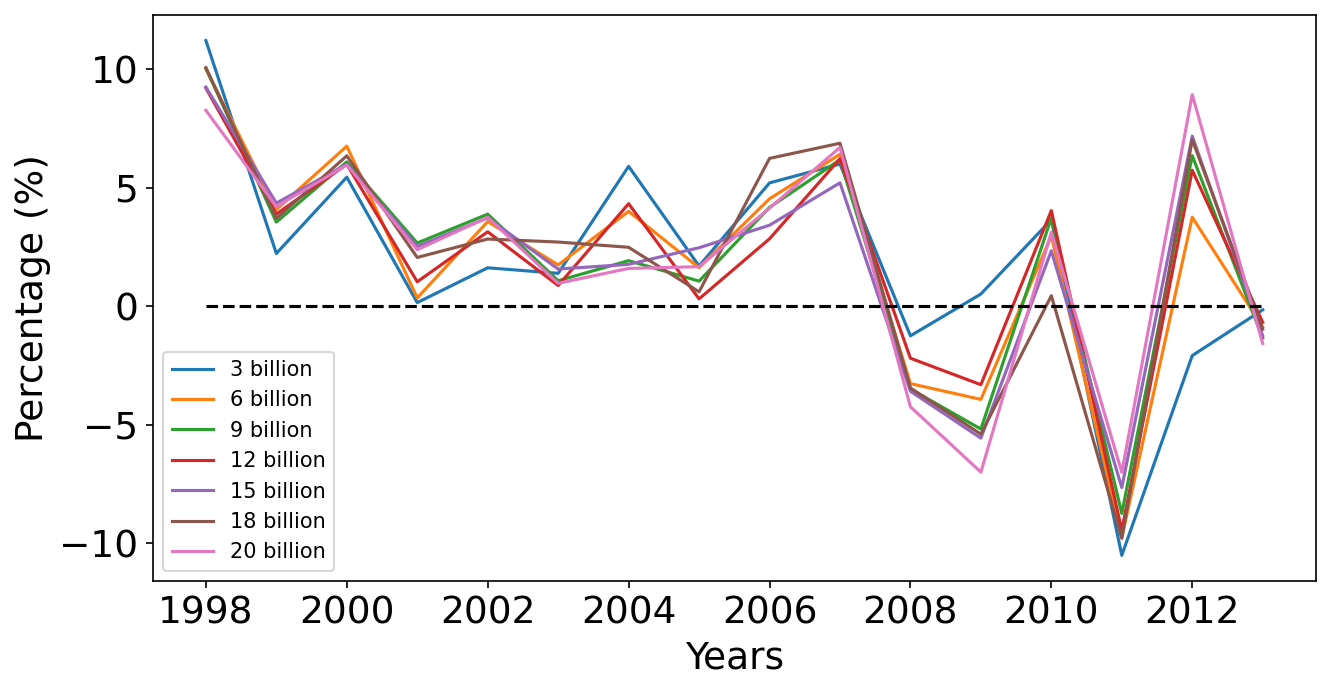 Percentage (%)
10
5
0
−5
−10
3 billion
6 billion
9 billion
12 billion
15 billion
18 billion
20 billion
1998 2000 2002 2004 2006 2008 2010 2012
Years